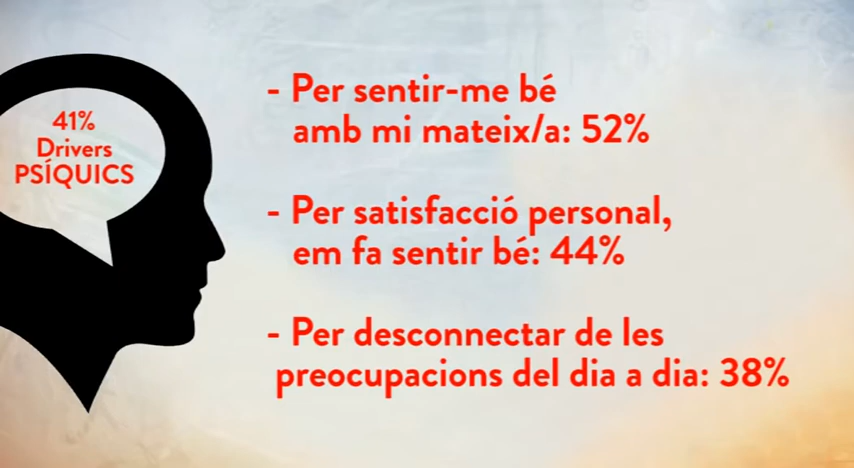 41%
Drivers
PSÍQUICS
- Per sentir-me bé
amb mi mateix/a: 52%
- Per satisfacció personal,
em fa sentir bé: 44%
- Per desconnectar de les
preocupacions del dia a dia: 38%